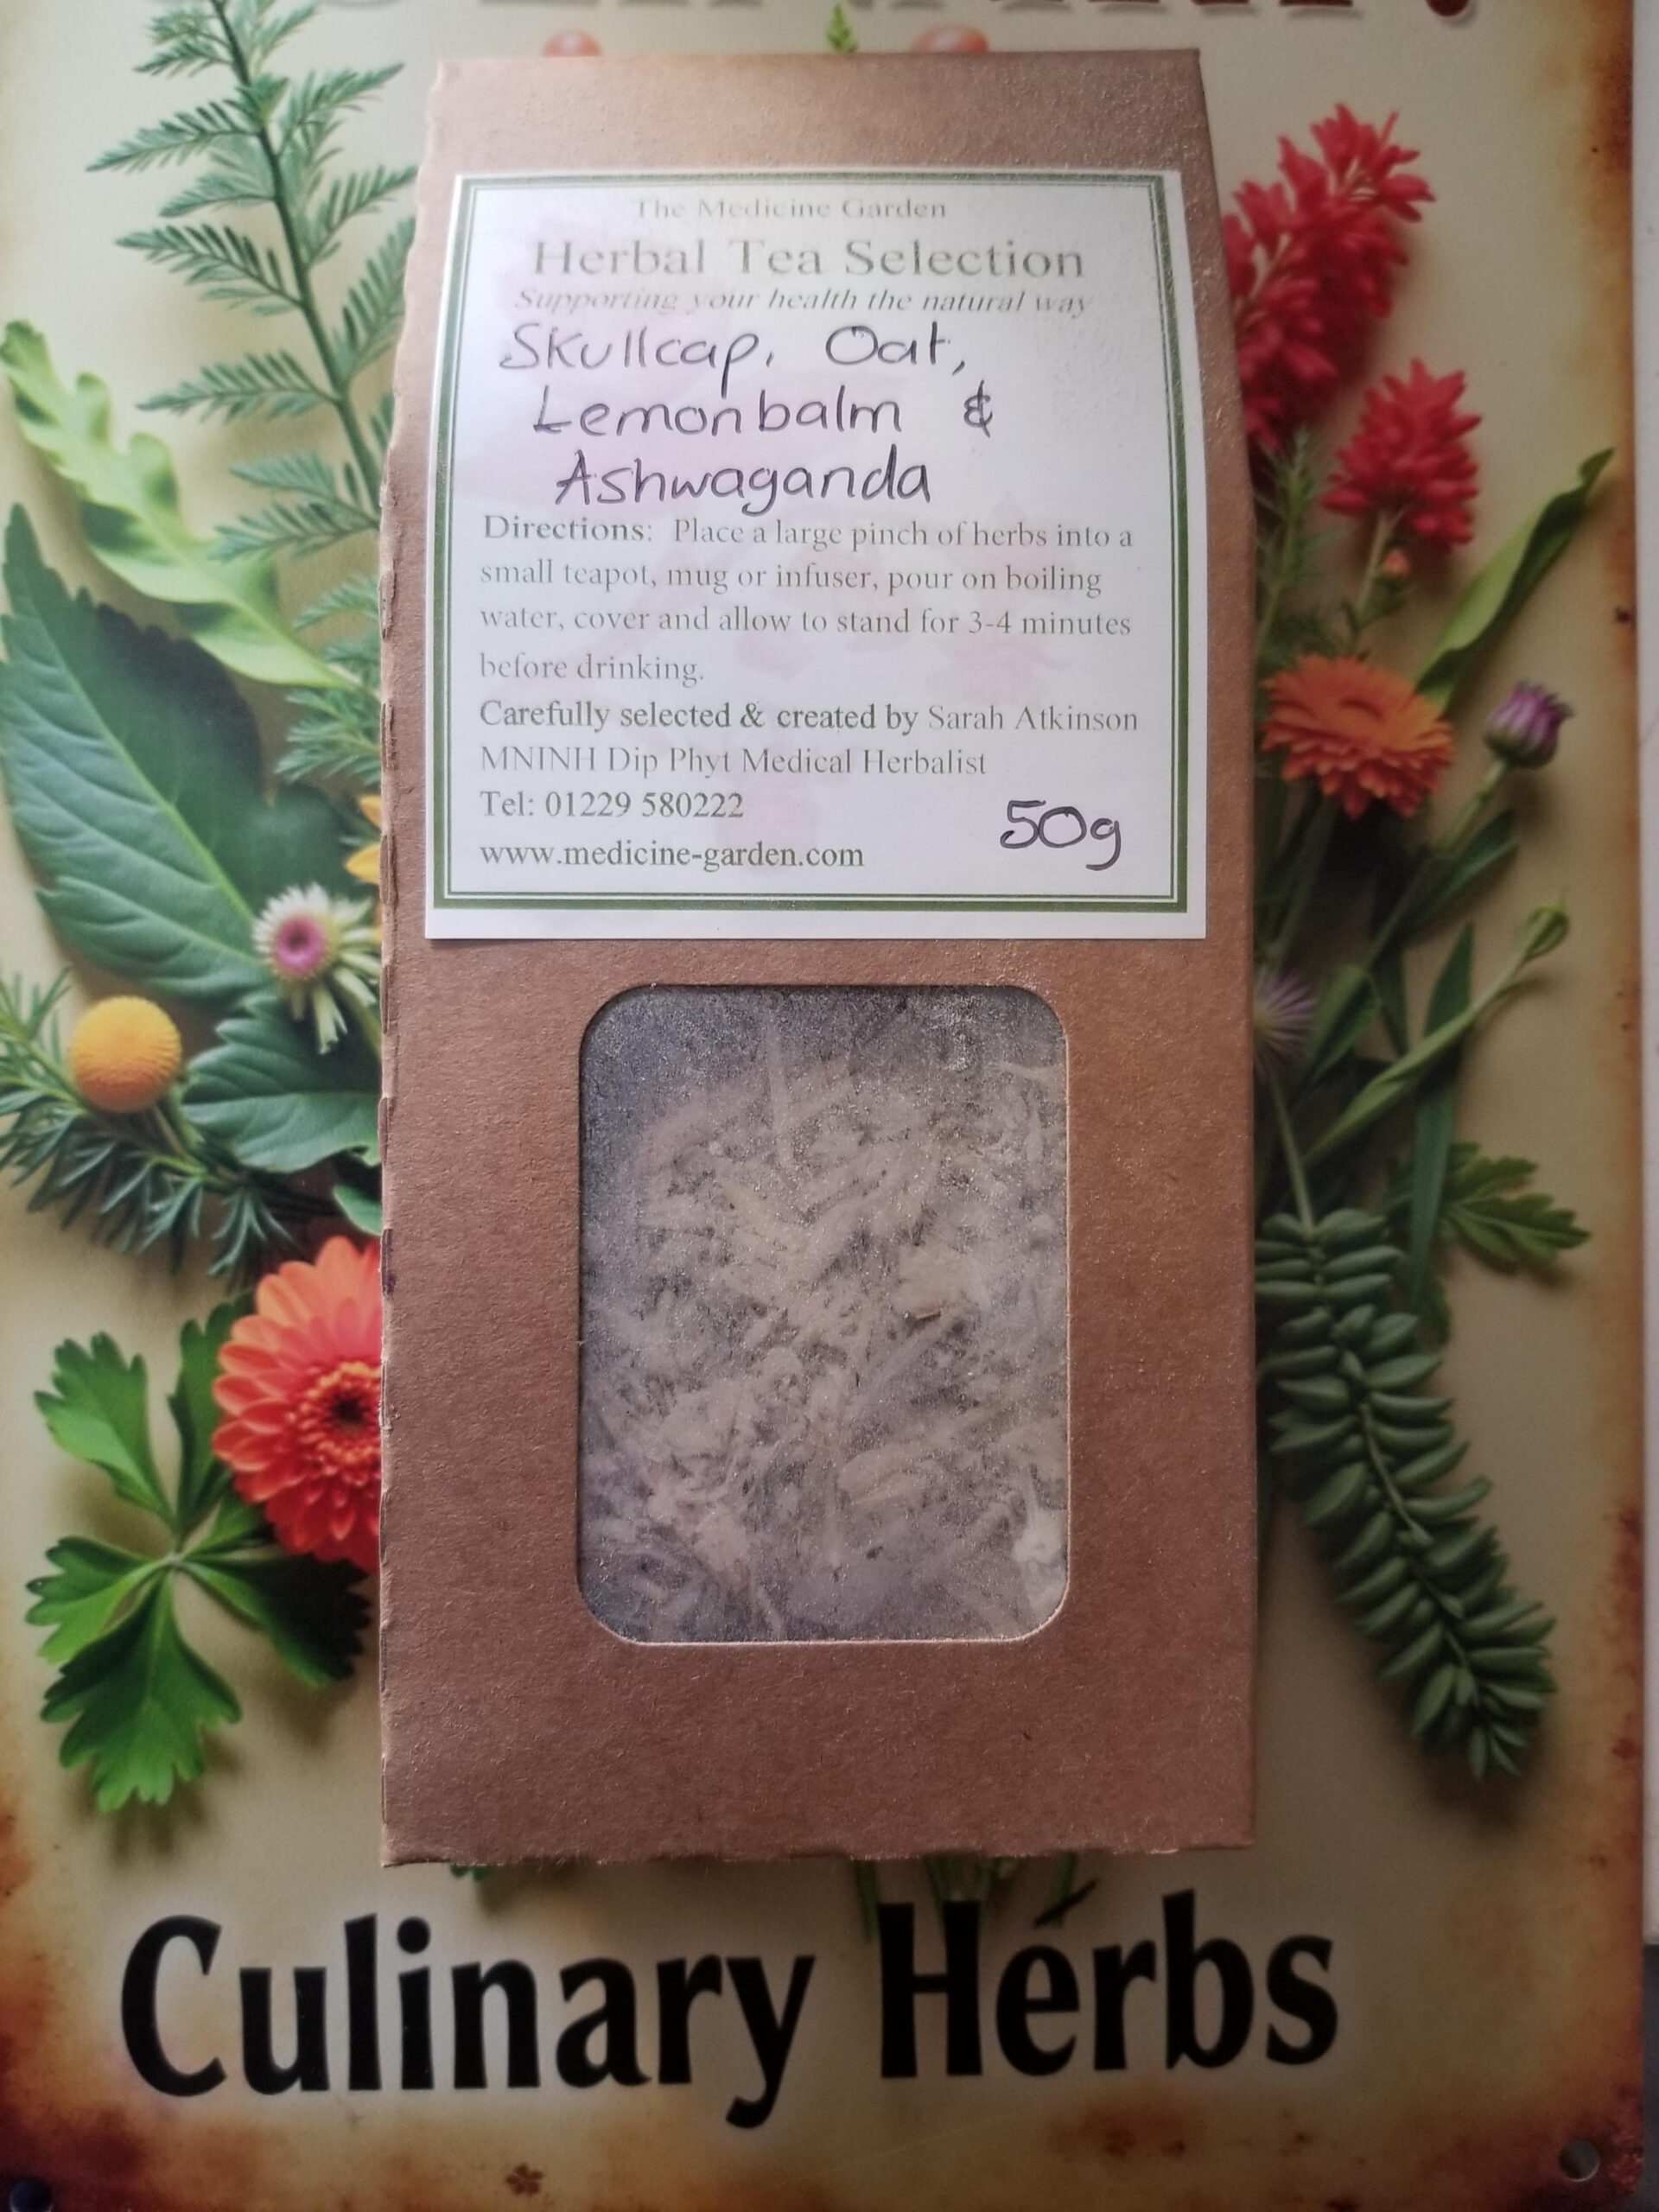 The Medicine Garden
Herbal Tea Selection
Supporting your health the natural way
Skullcap, Oat,
Lemonbalm &
Ashwaganda
Directions: Place a large pinch of herbs into a
small teapot, mug or infuser, pour on boiling
water, cover and allow to stand for 3-4 minutes
before drinking.
Carefully selected & created by Sarah Atkinson
MNINH Dip Phyt Medical Herbalist
Tel: 01229 580222
50g
www.medicine-garden.com
Culinary Herbs